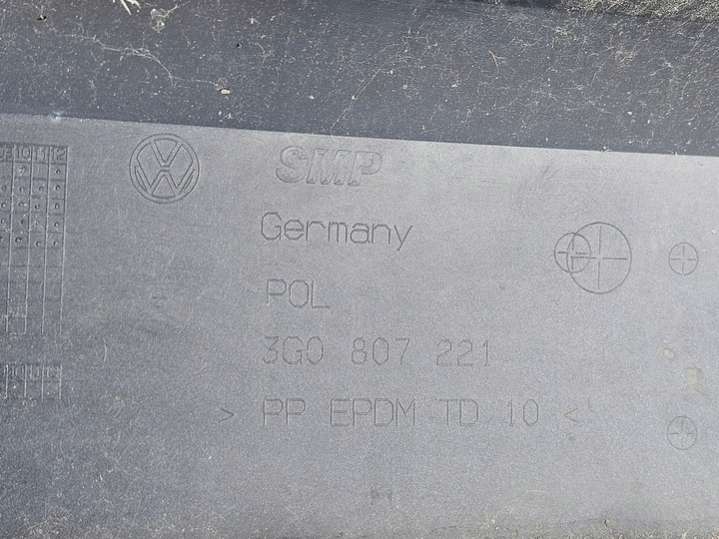 SMP
Germany
POL
3G0 807 221
> PP EPDM TD 10 <